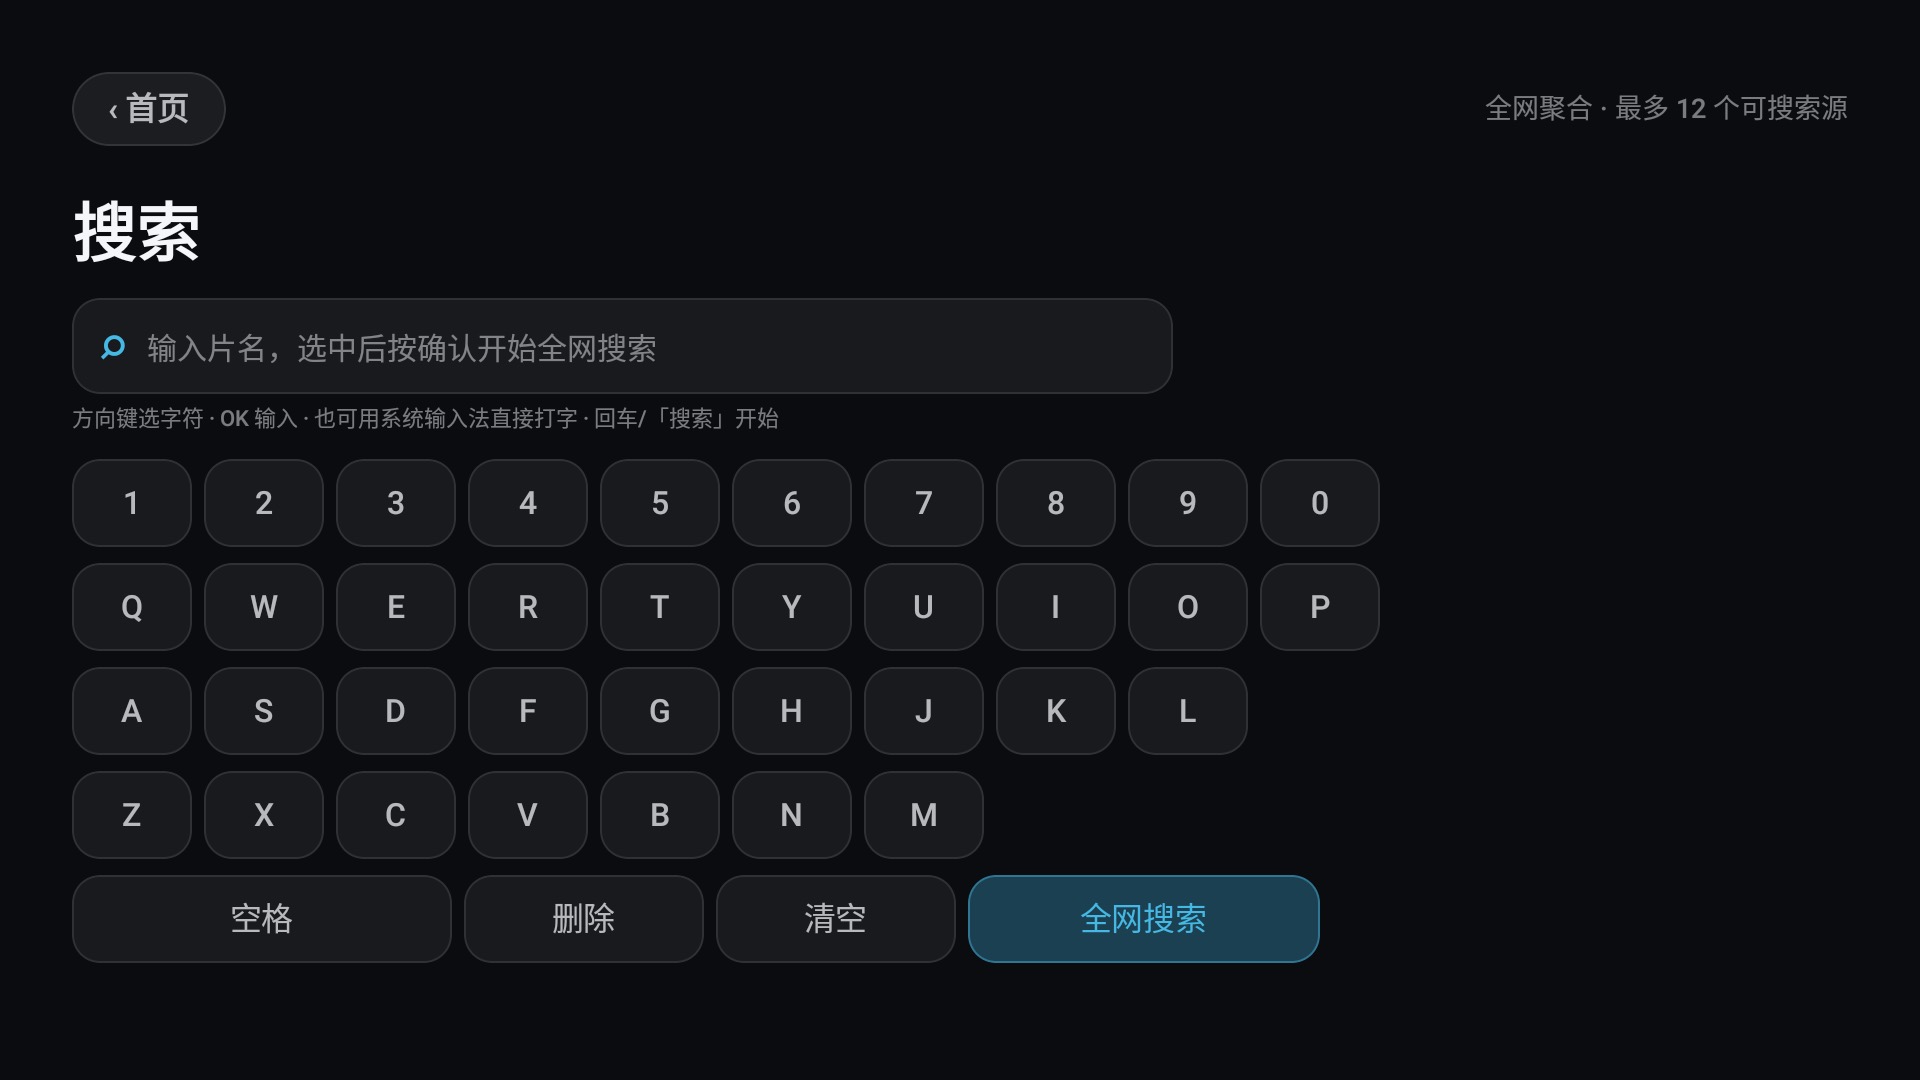 ‹ 首页
全网聚合 · 最多 12 个可搜索源
搜索
输入片名，选中后按确认开始全网搜索
方向键选字符 · OK 输入 · 也可用系统输入法直接打字 · 回车/「搜索」开始
1 2 3 4 5 6 7 8 9 0
Q W E R T Y U I O P
A S D F G H J K L
Z X C V B N M
空格 删除 清空 全网搜索